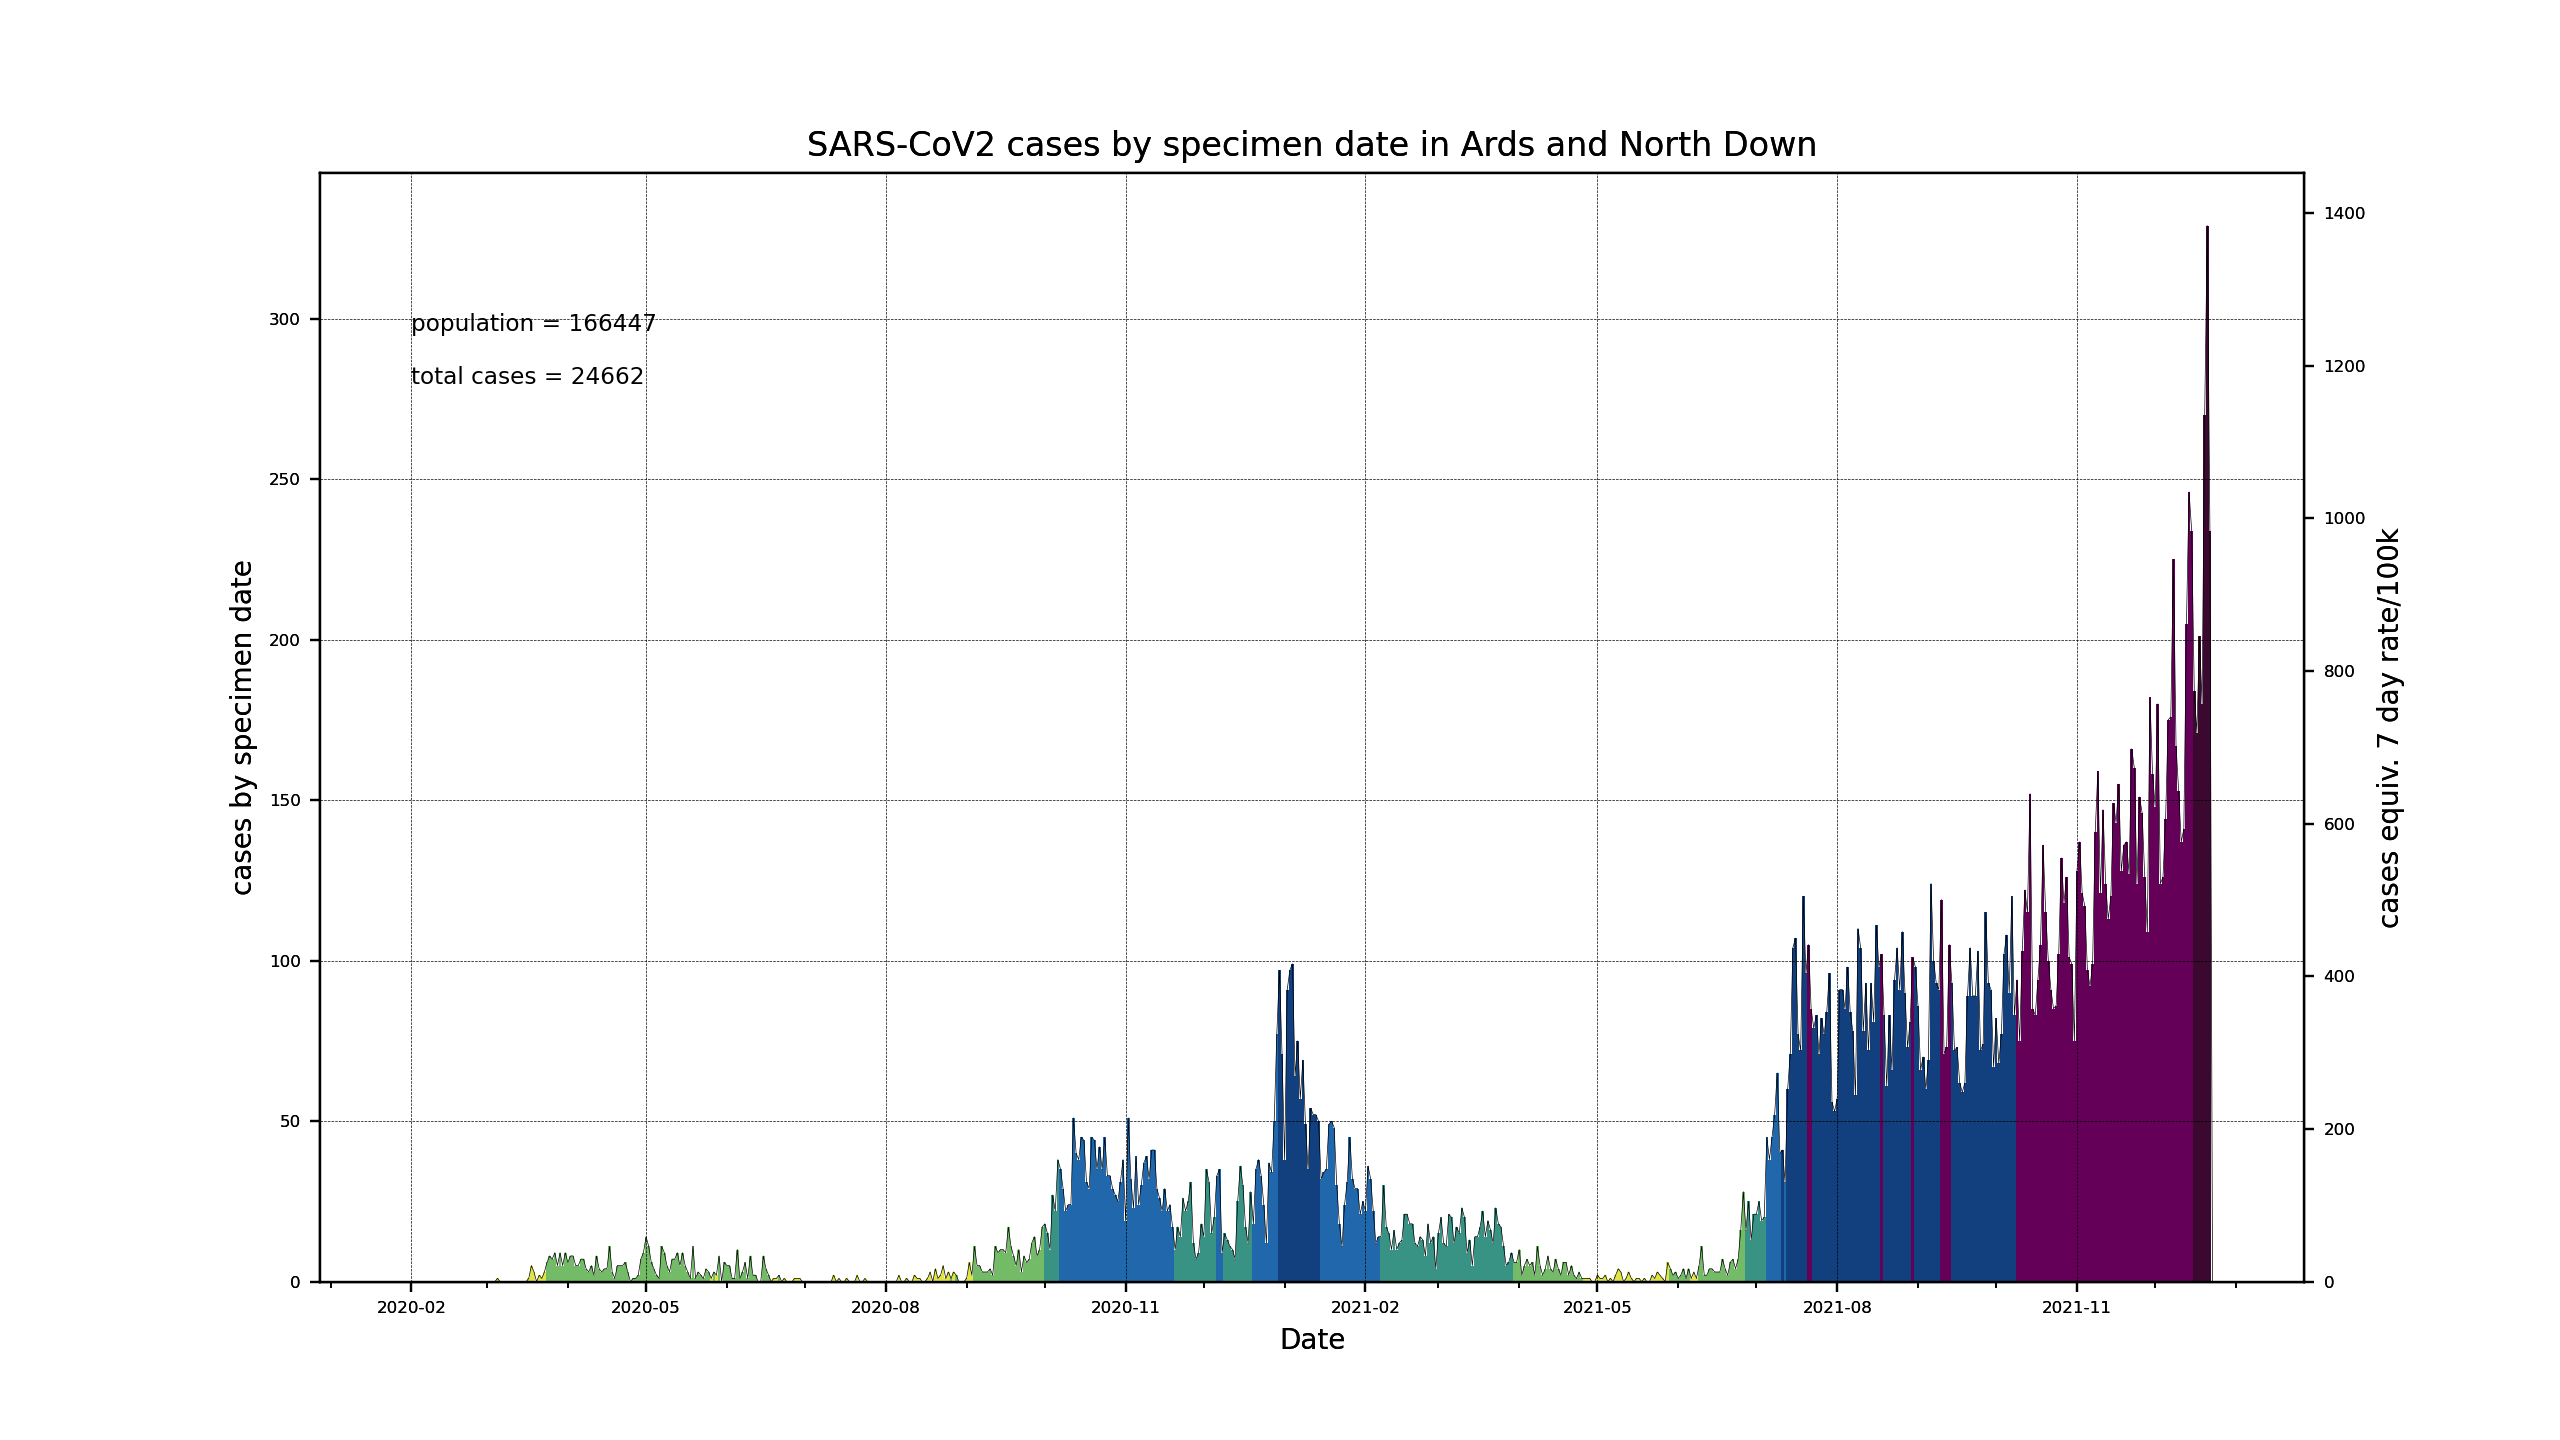 SARS-CoV2 cases by specimen date in Ards and North Down
population = 166447
total cases = 24662
cases by specimen date
300
250
200
150
100
50
0
1400
1200
1000
800
600
400
200
0
cases equiv. 7 day rate/100k
2020-02 2020-05 2020-08 2020-11 2021-02 2021-05 2021-08 2021-11
Date